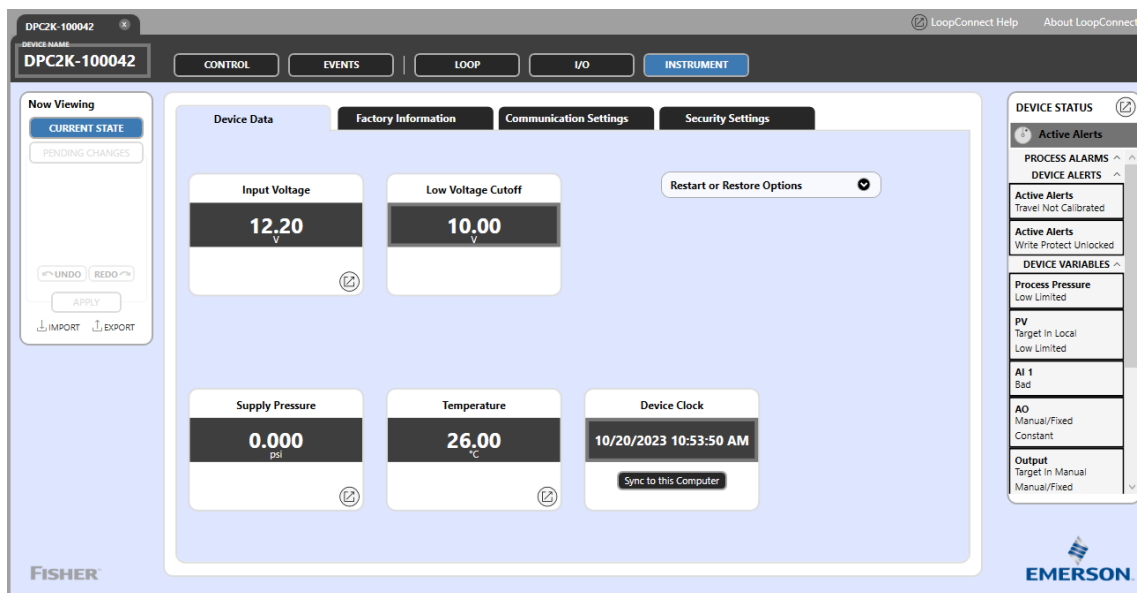 DPC2K-100042
LoopConnect Help
About LoopConnect
DEVICE NAME
DPC2K-100042
CONTROL
EVENTS
LOOP
I/O
INSTRUMENT
Now Viewing
CURRENT STATE
PENDING CHANGES
UNDO
REDO
APPLY
IMPORT
EXPORT
Device Data
Factory Information
Communication Settings
Security Settings
Input Voltage
12.20
V
Low Voltage Cutoff
10.00
V
Restart or Restore Options
Supply Pressure
0.000
psi
Temperature
26.00
°C
Device Clock
10/20/2023 10:53:50 AM
Sync to this Computer
DEVICE STATUS
Active Alerts
PROCESS ALARMS
DEVICE ALERTS
Active Alerts
Travel Not Calibrated
Active Alerts
Write Protect Unlocked
DEVICE VARIABLES
Process Pressure
Low Limited
PV
Target In Local
Low Limited
AI 1
Bad
AO
Manual/Fixed
Constant
Output
Target In Manual
Manual/Fixed
FISHER
EMERSON